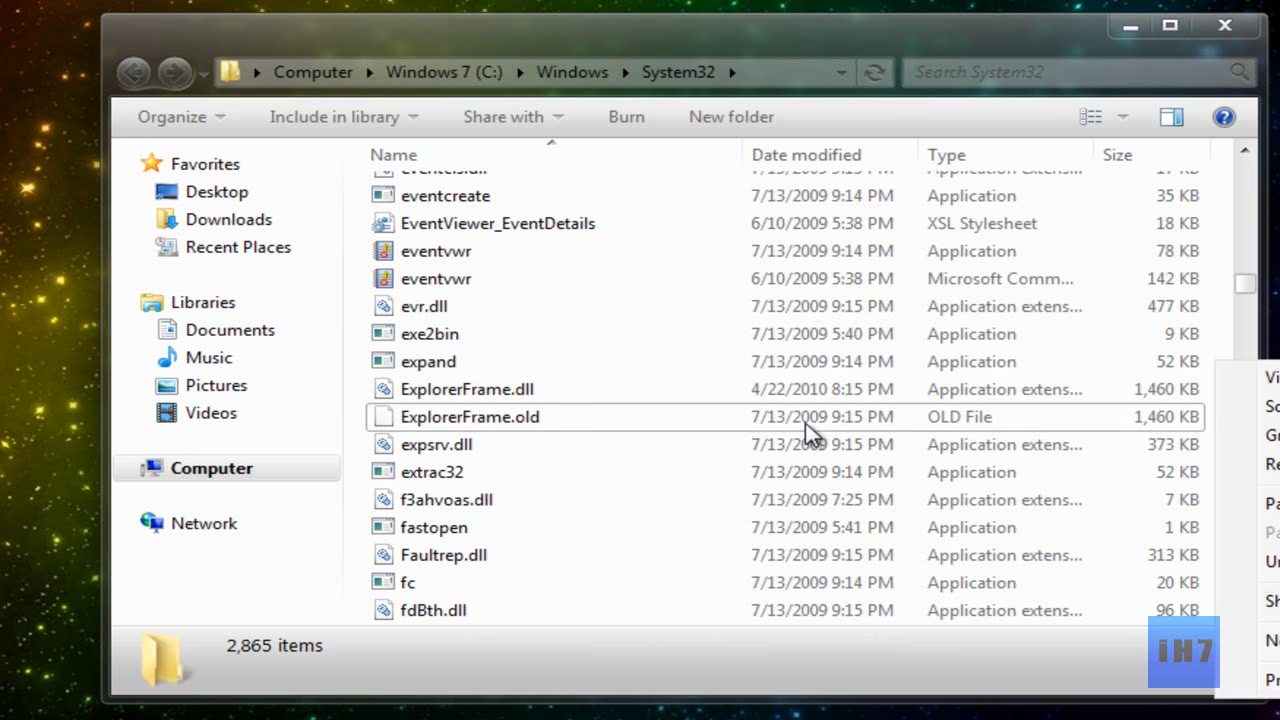 Computer Windows 7 (C:) Windows System32 Search System32
Organize Include in library Share with Burn New folder
Name Date modified Type Size
Favorites
Desktop
Downloads
Recent Places
Libraries
Documents
Music
Pictures
Videos
Computer
Network
eventcreate 7/13/2009 9:14 PM Application 35 KB
EventViewer_EventDetails 6/10/2009 5:38 PM XSL Stylesheet 18 KB
eventvwr 7/13/2009 9:14 PM Application 78 KB
eventvwr 6/10/2009 5:38 PM Microsoft Comm... 142 KB
evr.dll 7/13/2009 9:15 PM Application extens... 477 KB
exe2bin 7/13/2009 5:40 PM Application 9 KB
expand 7/13/2009 9:14 PM Application 52 KB
ExplorerFrame.dll 4/22/2010 8:15 PM Application extens... 1,460 KB
ExplorerFrame.old 7/13/2009 9:15 PM OLD File 1,460 KB
expsrv.dll 7/13/2009 9:15 PM Application extens... 373 KB
extrac32 7/13/2009 9:14 PM Application 52 KB
f3ahvoas.dll 7/13/2009 7:25 PM Application extens... 7 KB
fastopen 7/13/2009 5:41 PM Application 1 KB
Faultrep.dll 7/13/2009 9:15 PM Application extens... 313 KB
fc 7/13/2009 9:14 PM Application 20 KB
fdBth.dll 7/13/2009 9:15 PM Application extens... 96 KB
2,865 items
iH7